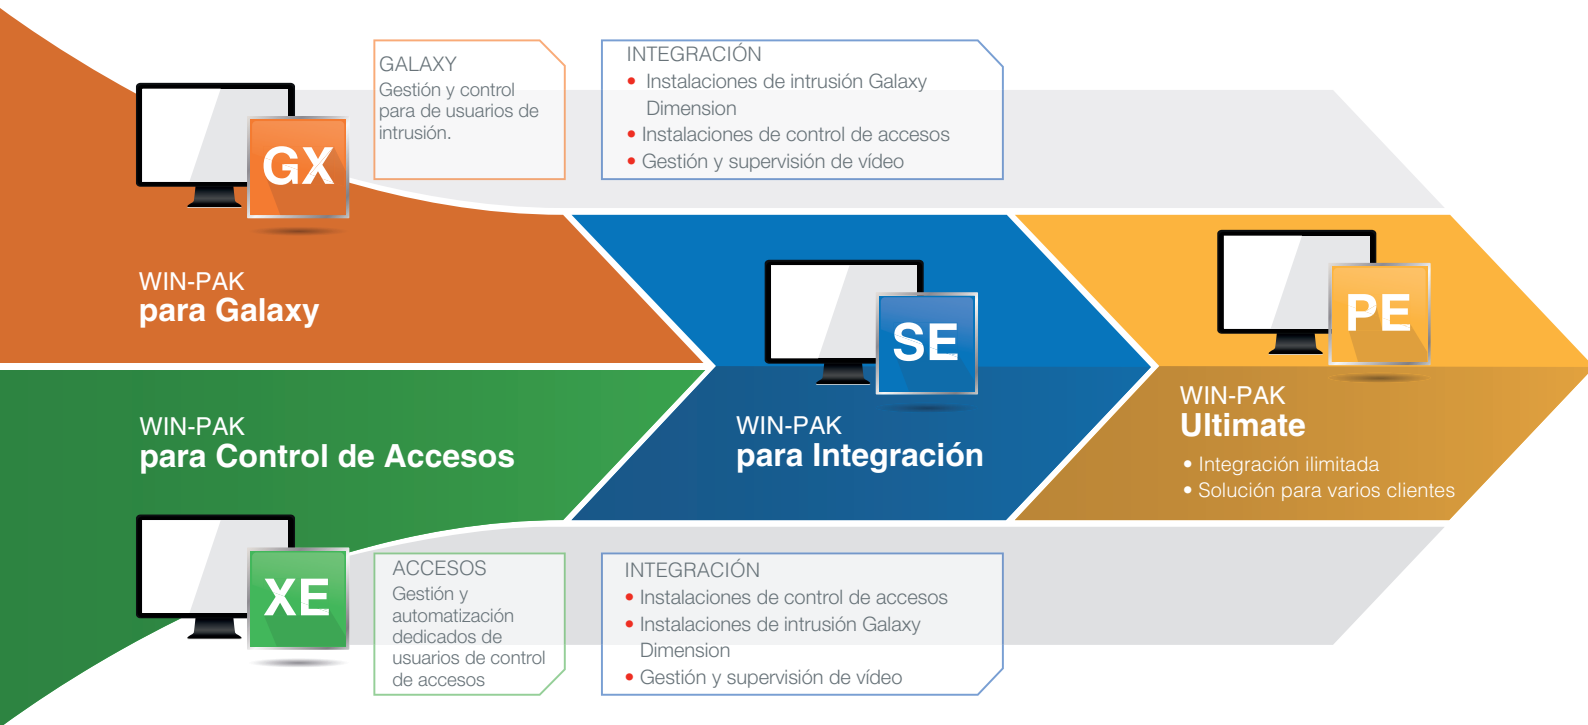 GALAXY
Gestión y control
para de usuarios de
intrusión.
INTEGRACIÓN
• Instalaciones de intrusión Galaxy
Dimension
• Instalaciones de control de accesos
• Gestión y supervisión de vídeo
GX
WIN-PAK
para Galaxy
SE
PE
WIN-PAK
para Control de Accesos
WIN-PAK
para Integración
WIN-PAK
Ultimate
• Integración ilimitada
• Solución para varios clientes
XE
ACCESOS
Gestión y
automatización
dedicados de
usuarios de control
de accesos
INTEGRACIÓN
• Instalaciones de control de accesos
• Instalaciones de intrusión Galaxy
Dimension
• Gestión y supervisión de vídeo